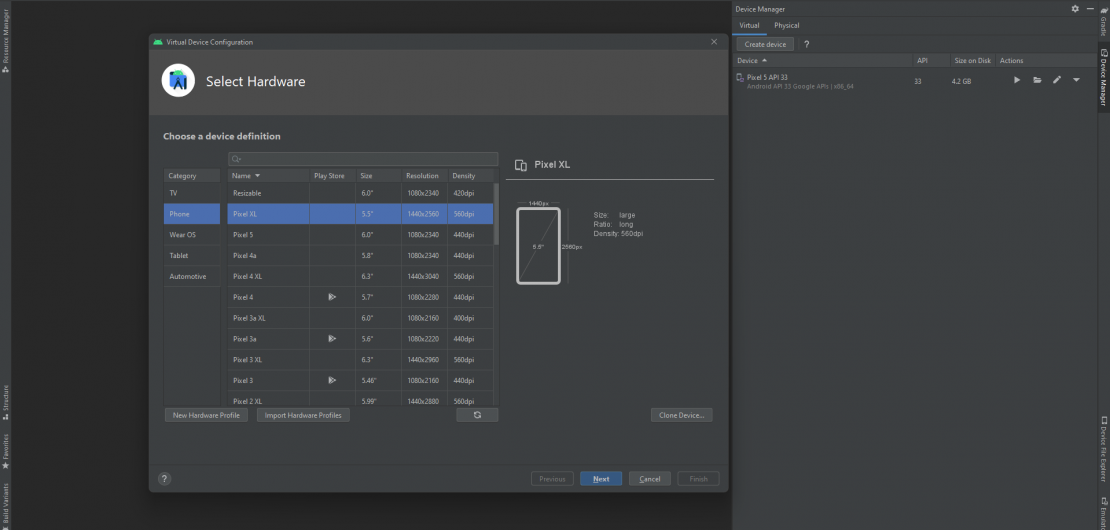 Resource Manager
Structure
Favorites
Build Variants
Virtual Device Configuration
Select Hardware
Choose a device definition
Category
TV
Phone
Wear OS
Tablet
Automotive
Name Play Store Size Resolution Density
Resizable 6.0" 1080x2340 420dpi
Pixel XL 5.5" 1440x2560 560dpi
Pixel 5 6.0" 1080x2340 440dpi
Pixel 4a 5.8" 1080x2340 440dpi
Pixel 4 XL 6.3" 1440x3040 560dpi
Pixel 4 5.7" 1080x2280 440dpi
Pixel 3a XL 6.0" 1080x2160 400dpi
Pixel 3a 5.6" 1080x2220 440dpi
Pixel 3 XL 6.3" 1440x2960 560dpi
Pixel 3 5.46" 1080x2160 440dpi
Pixel 2 XL 5.99" 1440x2880 560dpi
New Hardware Profile Import Hardware Profiles
Pixel XL
1440px
5.5"
2560px
Size: large
Ratio: long
Density: 560dpi
Clone Device...
? Previous Next Cancel Finish
Device Manager
Virtual Physical
Create device ?
Device API Size on Disk Actions
Pixel 5 API 33 33 4.2 GB
Android API 33 Google APIs | x86_64
Gradle
Device Manager
Device File Explorer